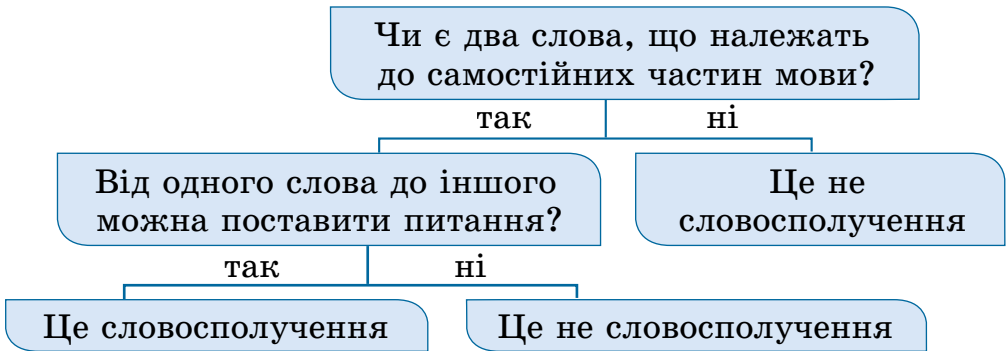 Чи є два слова, що належать
до самостійних частин мови?
так
ні
Від одного слова до іншого
можна поставити питання?
Це не
словосполучення
так
ні
Це словосполучення
Це не словосполучення